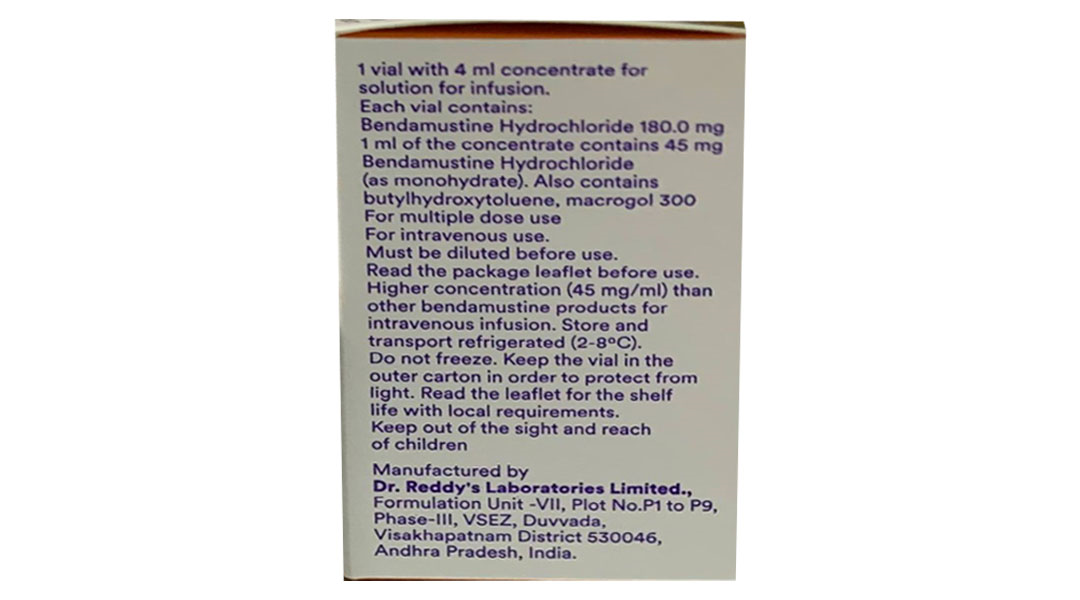 1 vial with 4 ml concentrate for
solution for infusion.
Each vial contains:
Bendamustine Hydrochloride 180.0 mg
1 ml of the concentrate contains 45 mg
Bendamustine Hydrochloride
(as monohydrate). Also contains
butylhydroxytoluene, macrogol 300
For multiple dose use
For intravenous use.
Must be diluted before use.
Read the package leaflet before use.
Higher concentration (45 mg/ml) than
other bendamustine products for
intravenous infusion. Store and
transport refrigerated (2-8ºC).
Do not freeze. Keep the vial in the
outer carton in order to protect from
light. Read the leaflet for the shelf
life with local requirements.
Keep out of the sight and reach
of children
Manufactured by
Dr. Reddy's Laboratories Limited.,
Formulation Unit -VII, Plot No.P1 to P9,
Phase-III, VSEZ, Duvvada,
Visakhapatnam District 530046,
Andhra Pradesh, India.